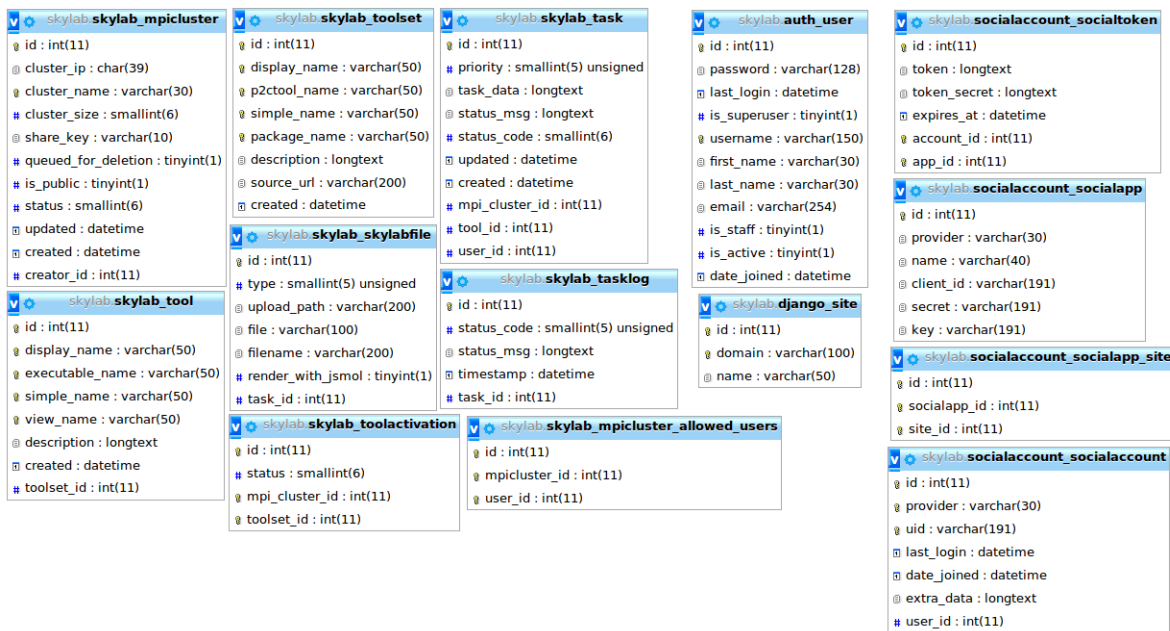 skylab.skylab_mpicluster
id : int(11)
cluster_ip : char(39)
cluster_name : varchar(30)
cluster_size : smallint(6)
share_key : varchar(10)
queued_for_deletion : tinyint(1)
is_public : tinyint(1)
status : smallint(6)
updated : datetime
created : datetime
creator_id : int(11)
skylab.skylab_tool
id : int(11)
display_name : varchar(50)
executable_name : varchar(50)
simple_name : varchar(50)
view_name : varchar(50)
description : longtext
created : datetime
toolset_id : int(11)
skylab.skylab_toolset
id : int(11)
display_name : varchar(50)
p2ctool_name : varchar(50)
simple_name : varchar(50)
package_name : varchar(50)
description : longtext
source_url : varchar(200)
created : datetime
skylab.skylab_skylabfile
id : int(11)
type : smallint(5) unsigned
upload_path : varchar(200)
file : varchar(100)
filename : varchar(200)
render_with_jsmol : tinyint(1)
task_id : int(11)
skylab.skylab_toolactivation
id : int(11)
status : smallint(6)
mpi_cluster_id : int(11)
toolset_id : int(11)
skylab.skylab_task
id : int(11)
priority : smallint(5) unsigned
task_data : longtext
status_msg : longtext
status_code : smallint(6)
updated : datetime
created : datetime
mpi_cluster_id : int(11)
tool_id : int(11)
user_id : int(11)
skylab.skylab_tasklog
id : int(11)
status_code : smallint(5) unsigned
status_msg : longtext
timestamp : datetime
task_id : int(11)
skylab.skylab_mpicluster_allowed_users
id : int(11)
mpicluster_id : int(11)
user_id : int(11)
skylab.auth_user
id : int(11)
password : varchar(128)
last_login : datetime
is_superuser : tinyint(1)
username : varchar(150)
first_name : varchar(30)
last_name : varchar(30)
email : varchar(254)
is_staff : tinyint(1)
is_active : tinyint(1)
date_joined : datetime
skylab.django_site
id : int(11)
domain : varchar(100)
name : varchar(50)
skylab.socialaccount_socialtoken
id : int(11)
token : longtext
token_secret : longtext
expires_at : datetime
account_id : int(11)
app_id : int(11)
skylab.socialaccount_socialapp
id : int(11)
provider : varchar(30)
name : varchar(40)
client_id : varchar(191)
secret : varchar(191)
key : varchar(191)
skylab.socialaccount_socialapp_site
id : int(11)
socialapp_id : int(11)
site_id : int(11)
skylab.socialaccount_socialaccount
id : int(11)
provider : varchar(30)
uid : varchar(191)
last_login : datetime
date_joined : datetime
extra_data : longtext
user_id : int(11)